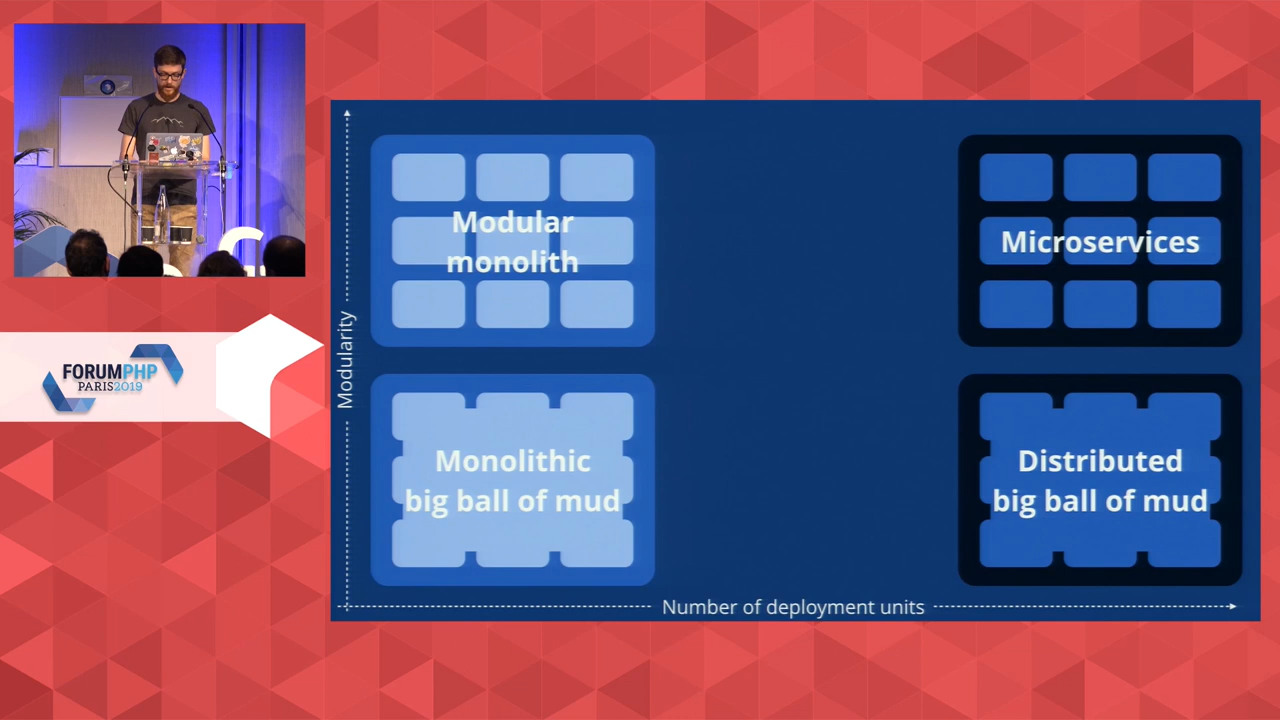 FORUMPHP
PARIS2019
Modularity
Modular
monolith
Microservices
Monolithic
big ball of mud
Distributed
big ball of mud
Number of deployment units